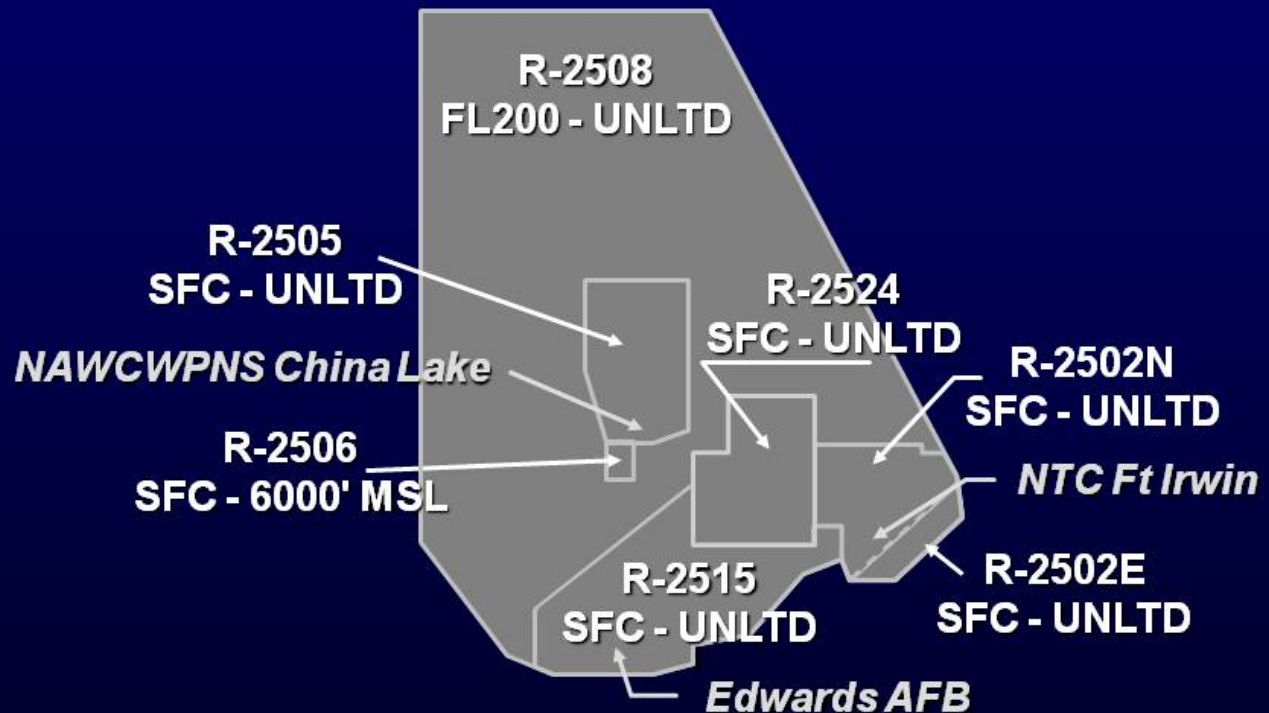 R-2508
FL200 - UNLTD
R-2505
SFC - UNLTD
R-2524
SFC - UNLTD
NAWCWPNS China Lake
R-2502N
SFC - UNLTD
R-2506
SFC - 6000' MSL
NTC Ft Irwin
R-2515
SFC - UNLTD
R-2502E
SFC - UNLTD
Edwards AFB